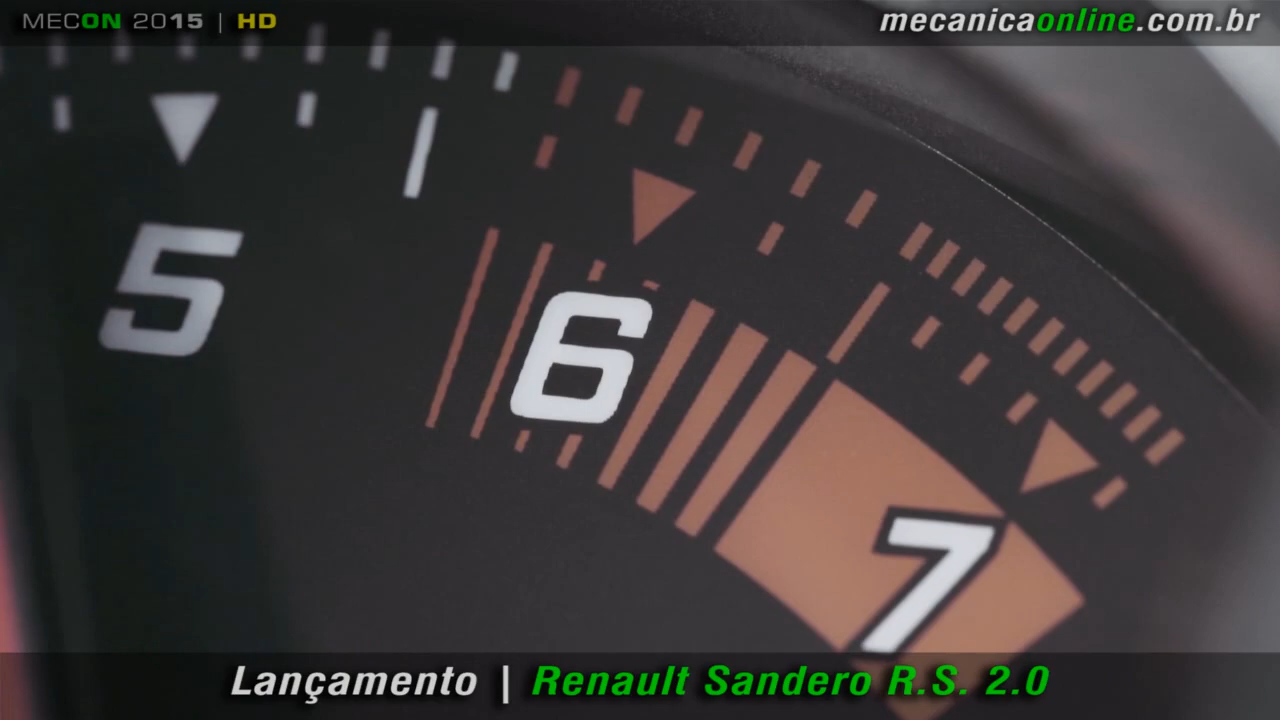 MECON 2015 | HD
mecanicaonline.com.br
5
6
7
Lançamento | Renault Sandero R.S. 2.0